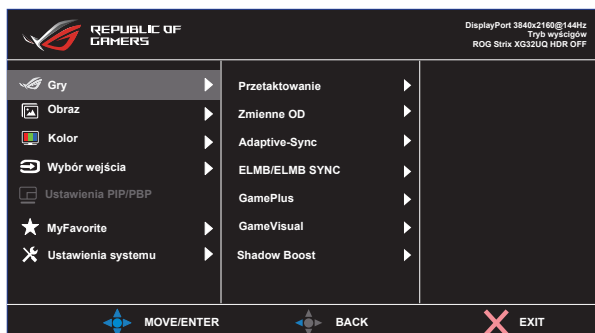 REPUBLIC OF
GAMERS
DisplayPort 3840x2160@144Hz
Tryb wyścigów
ROG Strix XG32UQ HDR OFF
Gry
Obraz
Kolor
Wybór wejścia
Ustawienia PIP/PBP
MyFavorite
Ustawienia systemu
Przetaktowanie
Zmienne OD
Adaptive-Sync
ELMB/ELMB SYNC
GamePlus
GameVisual
Shadow Boost
MOVE/ENTER
BACK
EXIT